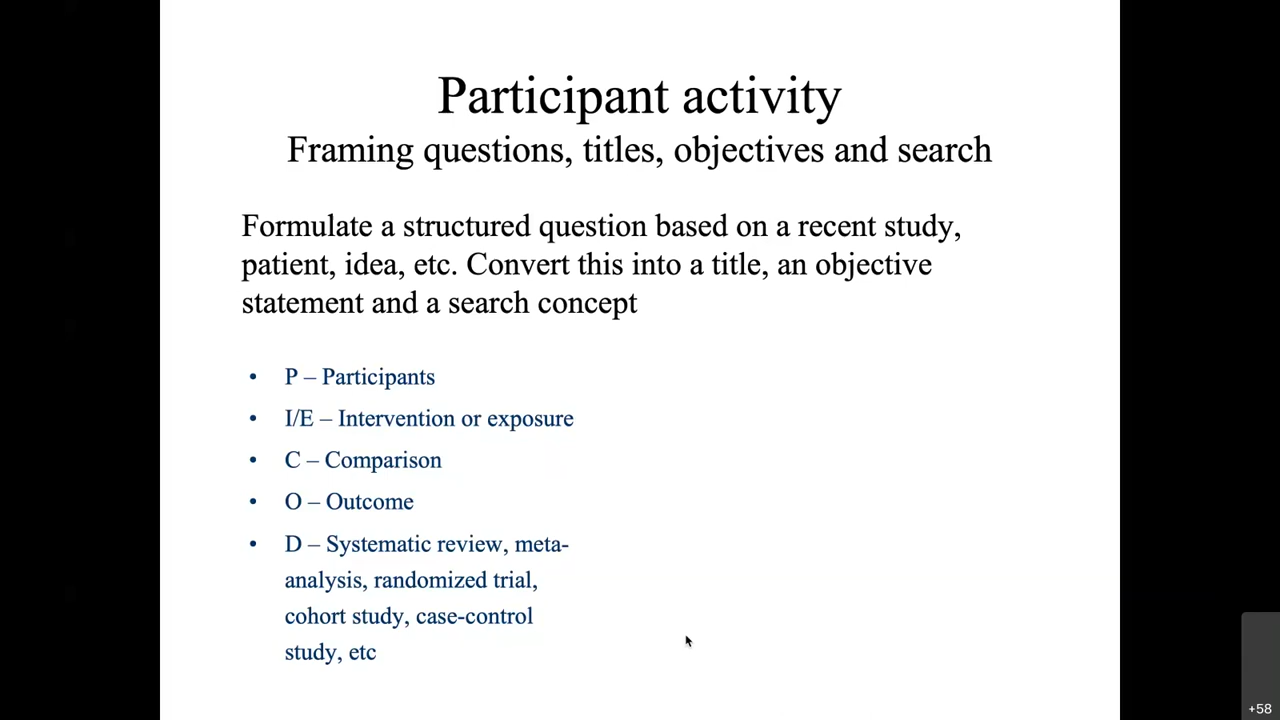 Participant activity
Framing questions, titles, objectives and search
Formulate a structured question based on a recent study,
patient, idea, etc. Convert this into a title, an objective
statement and a search concept
• P – Participants
• I/E – Intervention or exposure
• C – Comparison
• O – Outcome
• D – Systematic review, meta-
analysis, randomized trial,
cohort study, case-control
study, etc
+58